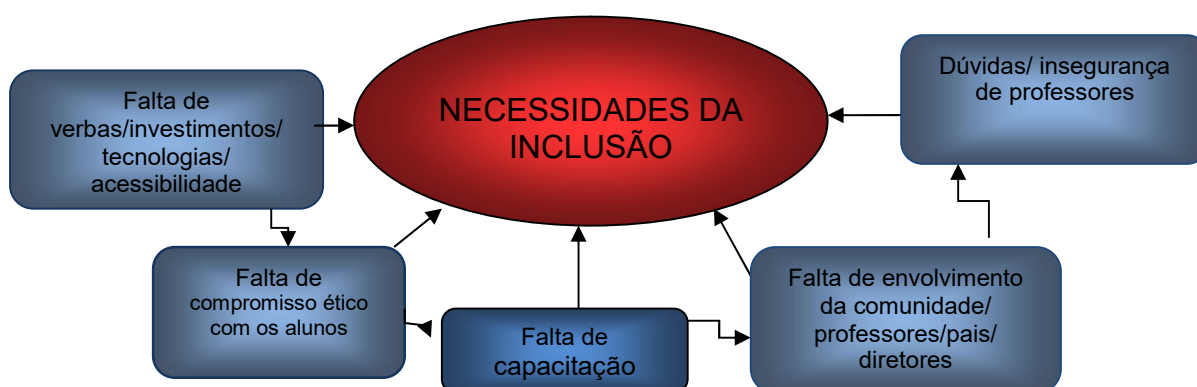 NECESSIDADES DA
INCLUSÃO
Falta de
verbas/investimentos/
tecnologias/
acessibilidade
Dúvidas/ insegurança
de professores
Falta de
compromisso ético
com os alunos
Falta de
capacitação
Falta de envolvimento
da comunidade/
professores/pais/
diretores